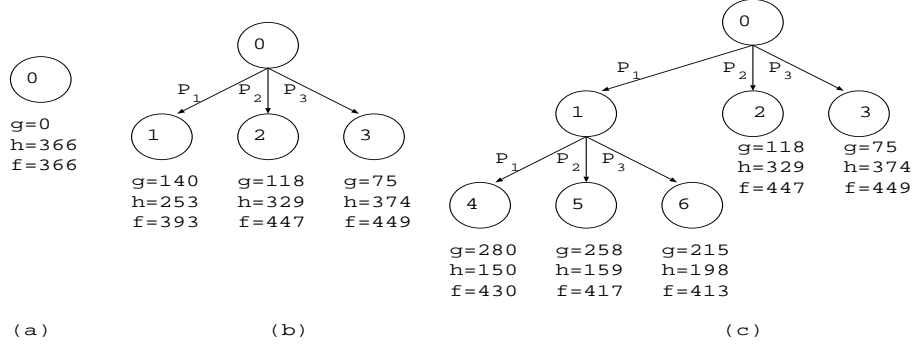 0
g=0
h=366
f=366
(a)
0
P1
P2
P3
1
2
3
g=140
h=253
f=393
g=118
h=329
f=447
g=75
h=374
f=449
(b)
0
P1
P2
P3
1
2
3
g=118
h=329
f=447
g=75
h=374
f=449
P1
P2
P3
4
5
6
g=280
h=150
f=430
g=258
h=159
f=417
g=215
h=198
f=413
(c)